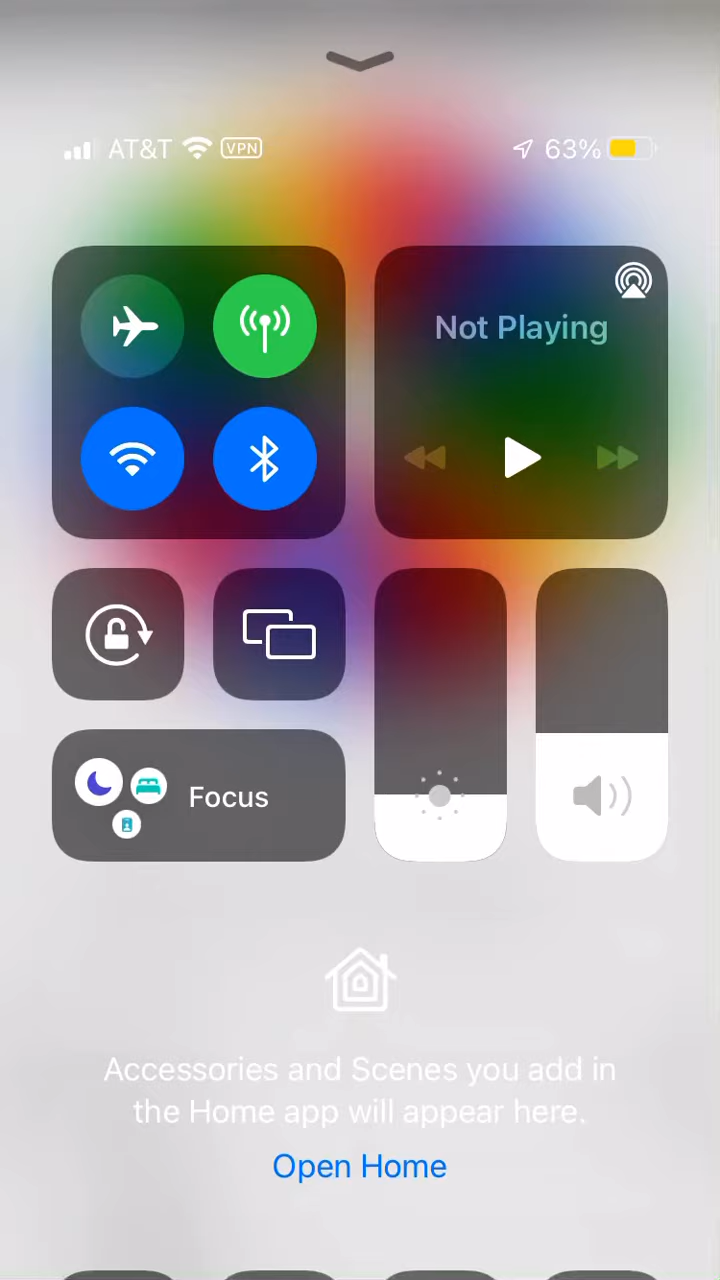 AT&T VPN 63%
Not Playing
Focus
Accessories and Scenes you add in
the Home app will appear here.
Open Home